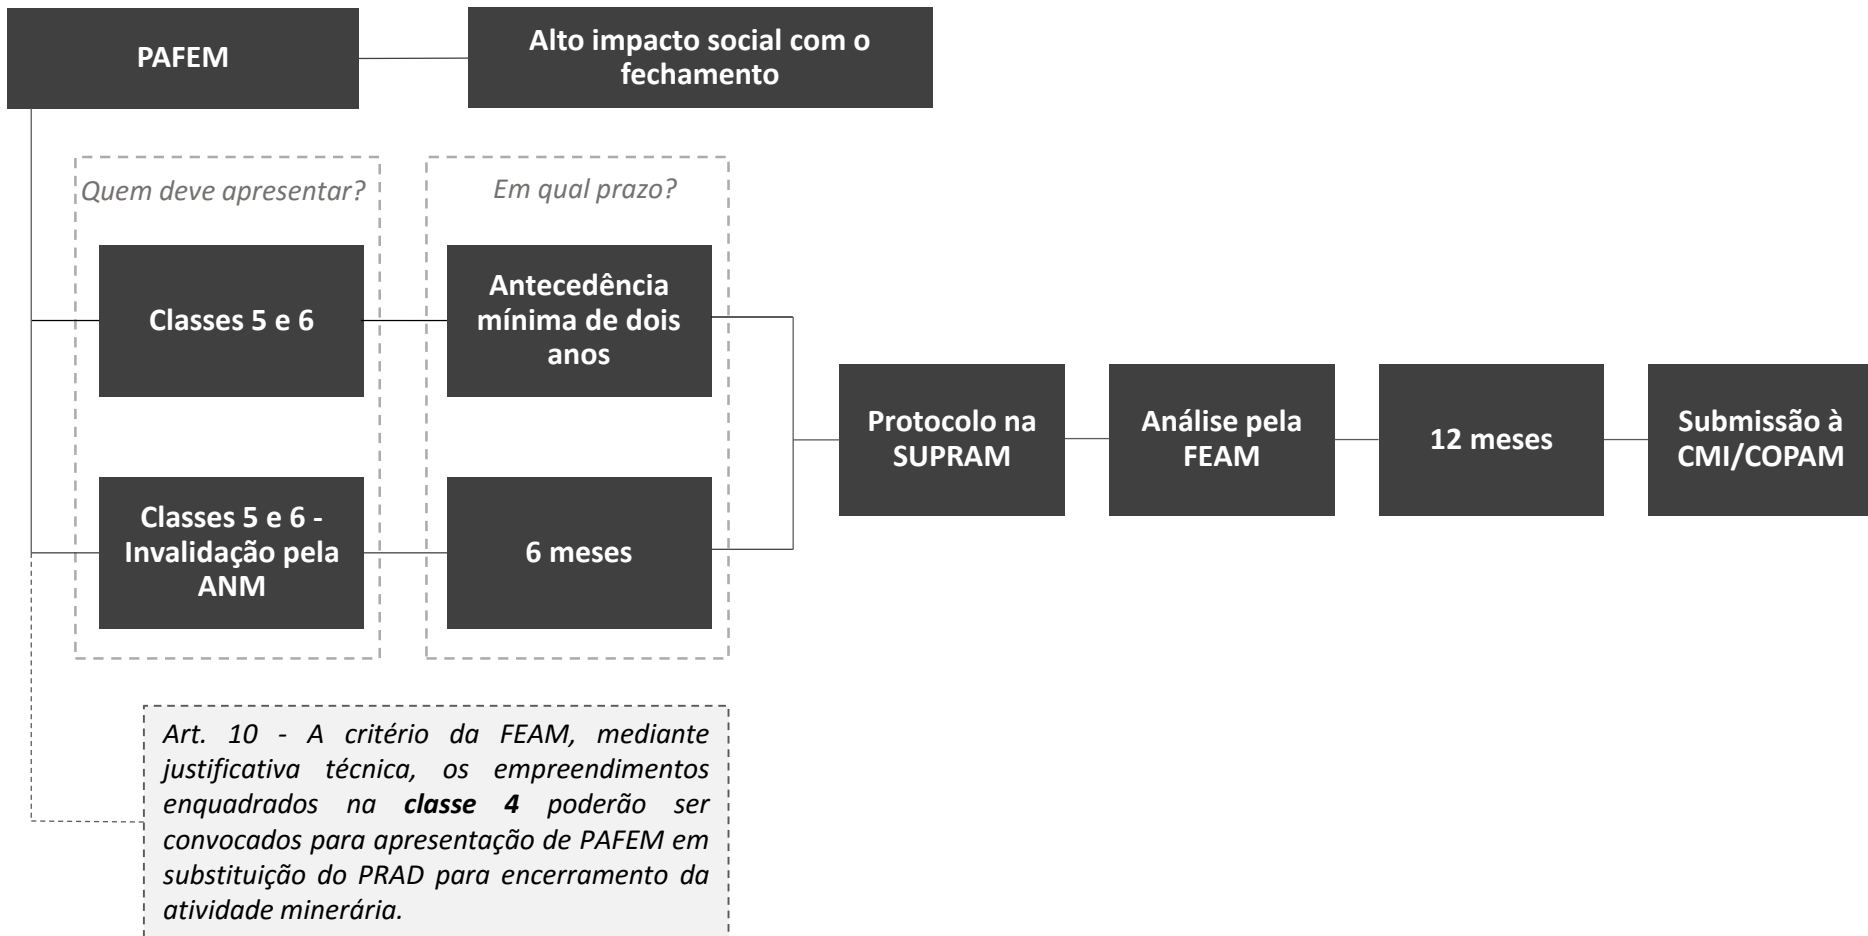 PAFEM
Alto impacto social com o
fechamento
Quem deve apresentar?
Em qual prazo?
Classes 5 e 6
Antecedência
mínima de dois
anos
Classes 5 e 6 -
Invalidação pela
ANM
6 meses
Protocolo na
SUPRAM
Análise pela
FEAM
12 meses
Submissão à
CMI/COPAM
Art. 10 - A critério da FEAM, mediante
justificativa técnica, os empreendimentos
enquadrados na classe 4 poderão ser
convocados para apresentação de PAFEM em
substituição do PRAD para encerramento da
atividade minerária.